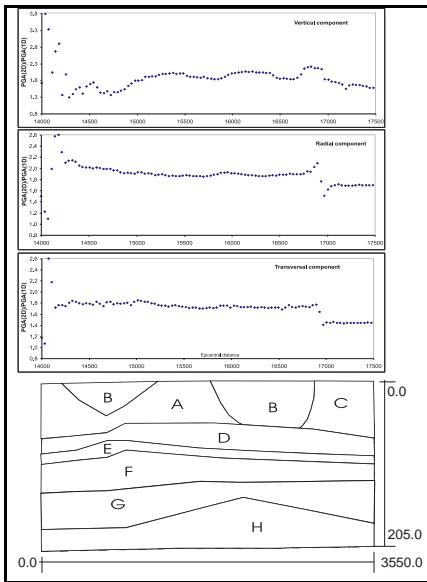 Vertical component
PGA(2D)/PGA(1D)
3,8
3,3
2,8
2,3
1,8
1,3
0,8
14000 14500 15000 15500 16000 16500 17000 17500
Radial component
PGA(2D)/PGA(1D)
2,6
2,4
2,2
2,0
1,8
1,6
1,4
1,2
1,0
14000 14500 15000 15500 16000 16500 17000 17500
Transversal component
PGA(2D)/PGA(1D)
2,6
2,4
2,2
2,0
1,8
1,6
1,4
1,2
1,0
0,8
Epicentral distance
14000 14500 15000 15500 16000 16500 17000 17500
B A B C
D
E
F
G
H
0.0
205.0
0.0 3550.0